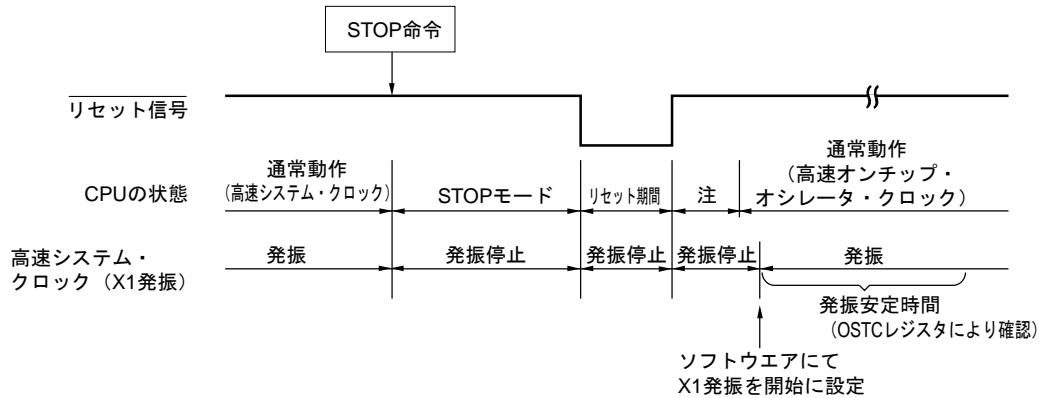 STOP命令
リセット信号
CPUの状態
通常動作
(高速システム・クロック)
STOPモード
リセット期間
注
通常動作
(高速オンチップ・
オシレータ・クロック)
高速システム・
クロック(X1発振)
発振
発振停止
発振停止
発振停止
発振
発振安定時間
(OSTCレジスタにより確認)
ソフトウエアにて
X1発振を開始に設定